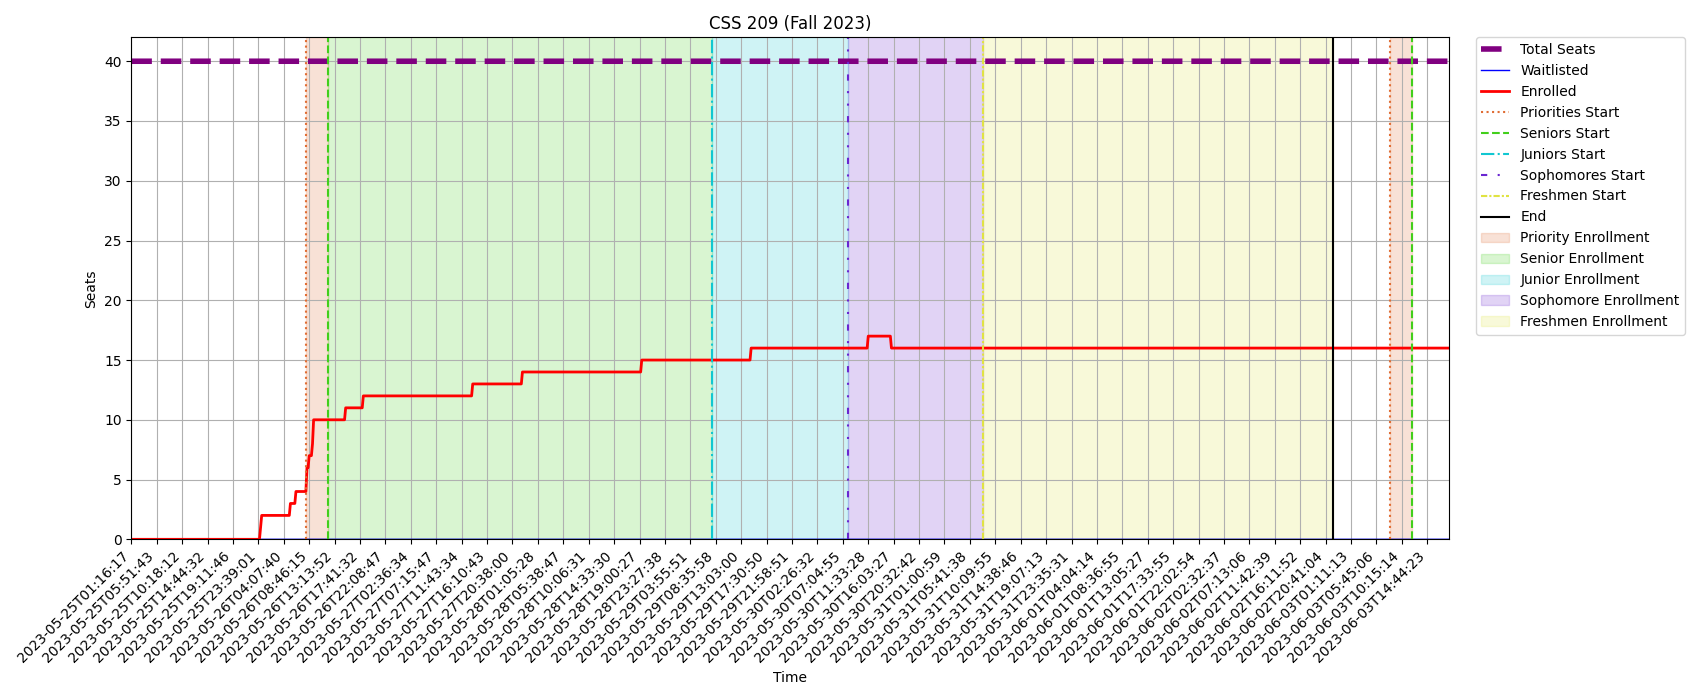 CSS 209 (Fall 2023)
Seats
40
35
30
25
20
15
10
5
0
2023-05-25T01:16:17
2023-05-25T05:51:43
2023-05-25T10:18:12
2023-05-25T14:44:32
2023-05-25T19:11:46
2023-05-25T23:39:01
2023-05-26T04:07:40
2023-05-26T08:46:15
2023-05-26T13:13:52
2023-05-26T17:41:32
2023-05-26T22:08:47
2023-05-27T02:36:34
2023-05-27T07:15:47
2023-05-27T11:43:34
2023-05-27T16:10:43
2023-05-27T20:38:00
2023-05-28T01:05:28
2023-05-28T05:38:47
2023-05-28T10:06:31
2023-05-28T14:33:30
2023-05-28T19:00:27
2023-05-28T23:27:38
2023-05-29T03:55:51
2023-05-29T08:35:58
2023-05-29T13:03:00
2023-05-29T17:30:50
2023-05-29T21:58:51
2023-05-30T02:26:32
2023-05-30T07:04:55
2023-05-30T11:33:28
2023-05-30T16:03:27
2023-05-30T20:32:42
2023-05-31T01:00:59
2023-05-31T05:41:38
2023-05-31T10:09:55
2023-05-31T14:38:46
2023-05-31T19:07:13
2023-05-31T23:35:31
2023-06-01T04:04:14
2023-06-01T08:36:55
2023-06-01T13:05:27
2023-06-01T17:33:55
2023-06-01T22:02:54
2023-06-02T02:32:37
2023-06-02T07:13:06
2023-06-02T11:42:39
2023-06-02T16:11:52
2023-06-02T20:41:04
2023-06-03T01:11:13
2023-06-03T05:45:06
2023-06-03T10:15:14
2023-06-03T14:44:23
Time
Total Seats
Waitlisted
Enrolled
Priorities Start
Seniors Start
Juniors Start
Sophomores Start
Freshmen Start
End
Priority Enrollment
Senior Enrollment
Junior Enrollment
Sophomore Enrollment
Freshmen Enrollment